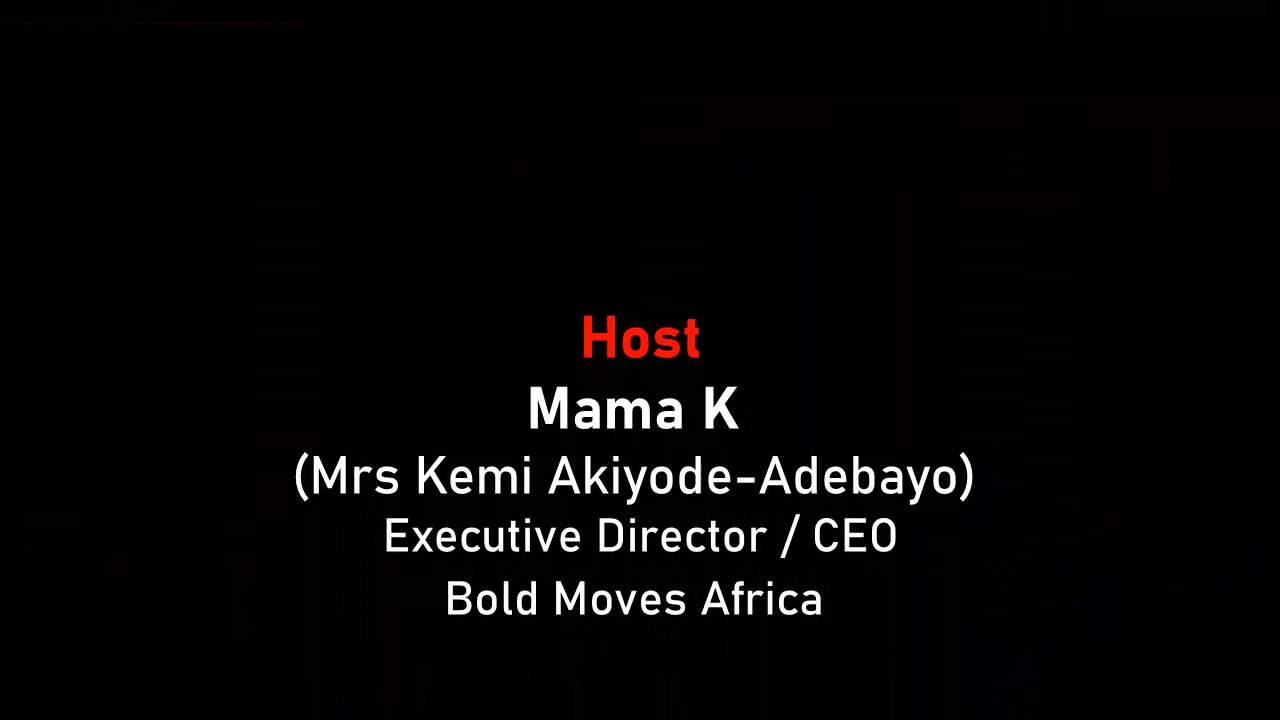 Host
Mama K
(Mrs Kemi Akiyode-Adebayo)
Executive Director / CEO
Bold Moves Africa